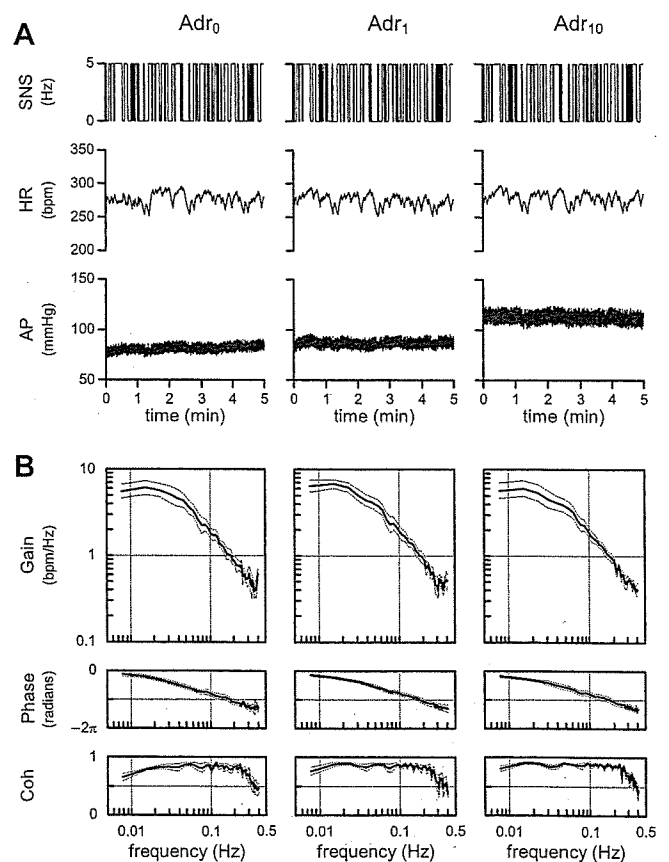 A
Adr0 Adr1 Adr10
SNS
(Hz)
5
0
HR
(bpm)
350
300
250
200
AP
(mmHg)
150
100
50
0 1 2 3 4 5 0 1 2 3 4 5 0 1 2 3 4 5
time (min) time (min) time (min)
B
Gain
(bpm/Hz)
10
1
0.1
Phase
(radians)
0
−2π
Coh
1
0
0.01 0.1 0.5 0.01 0.1 0.5 0.01 0.1 0.5
frequency (Hz) frequency (Hz) frequency (Hz)